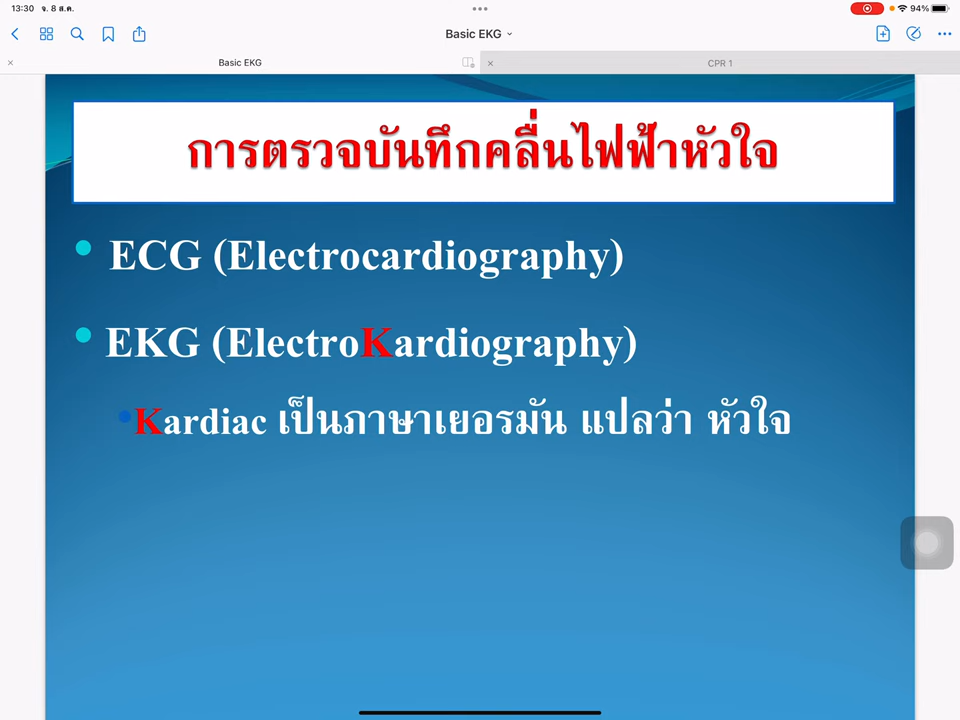 13:30 จ. 8 ส.ค.
94%
Basic EKG
Basic EKG
CPR 1
การตรวจบันทึกคลื่นไฟฟ้าหัวใจ
• ECG (Electrocardiography)
• EKG (ElectroKardiography)
• Kardiac เป็นภาษาเยอรมัน แปลว่า หัวใจ